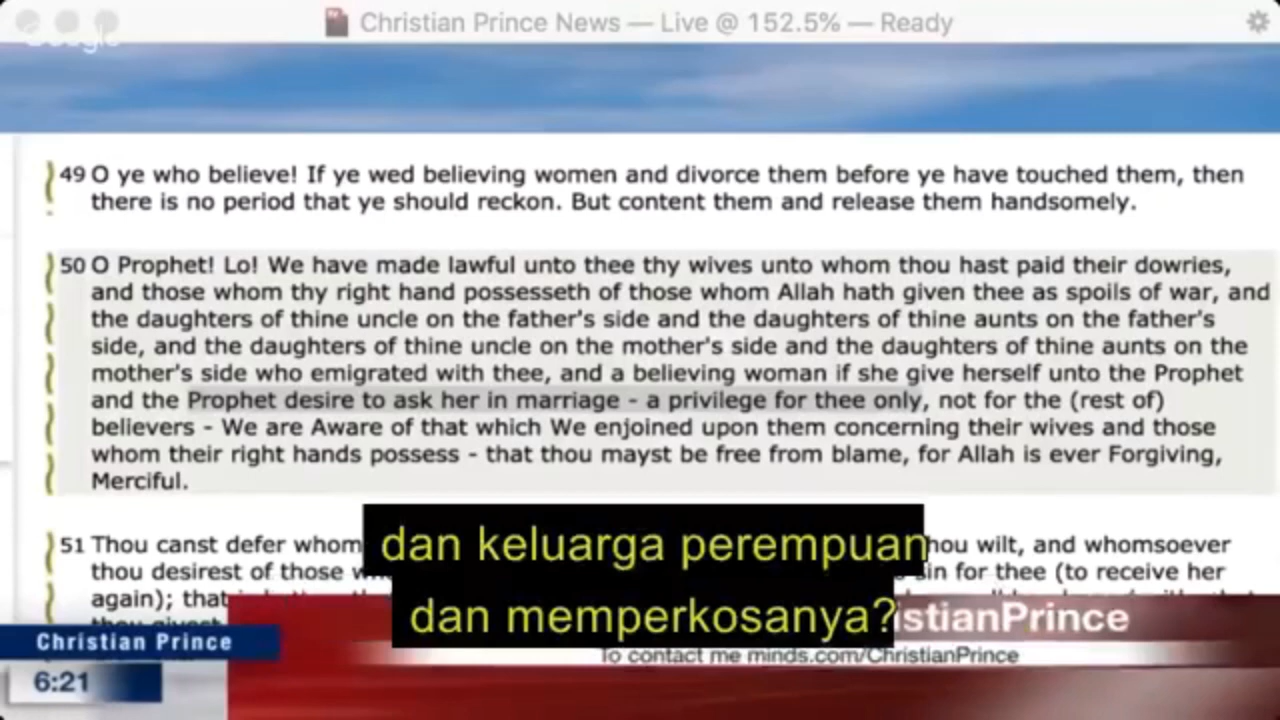 Christian Prince News — Live @ 152.5% — Ready
Google
49 O ye who believe! If ye wed believing women and divorce them before ye have touched them, then
there is no period that ye should reckon. But content them and release them handsomely.
50 O Prophet! Lo! We have made lawful unto thee thy wives unto whom thou hast paid their dowries,
and those whom thy right hand possesseth of those whom Allah hath given thee as spoils of war, and
the daughters of thine uncle on the father's side and the daughters of thine aunts on the father's
side, and the daughters of thine uncle on the mother's side and the daughters of thine aunts on the
mother's side who emigrated with thee, and a believing woman if she give herself unto the Prophet
and the Prophet desire to ask her in marriage - a privilege for thee only, not for the (rest of)
believers - We are Aware of that which We enjoined upon them concerning their wives and those
whom their right hands possess - that thou mayst be free from blame, for Allah is ever Forgiving,
Merciful.
51 Thou canst defer whom hou wilt, and whomsoever
thou desirest of those sin for thee (to receive her
again); that
dan keluarga perempuan
dan memperkosanya?
istianPrince
Christian Prince
To contact me minds.com/ChristianPrince
6:21